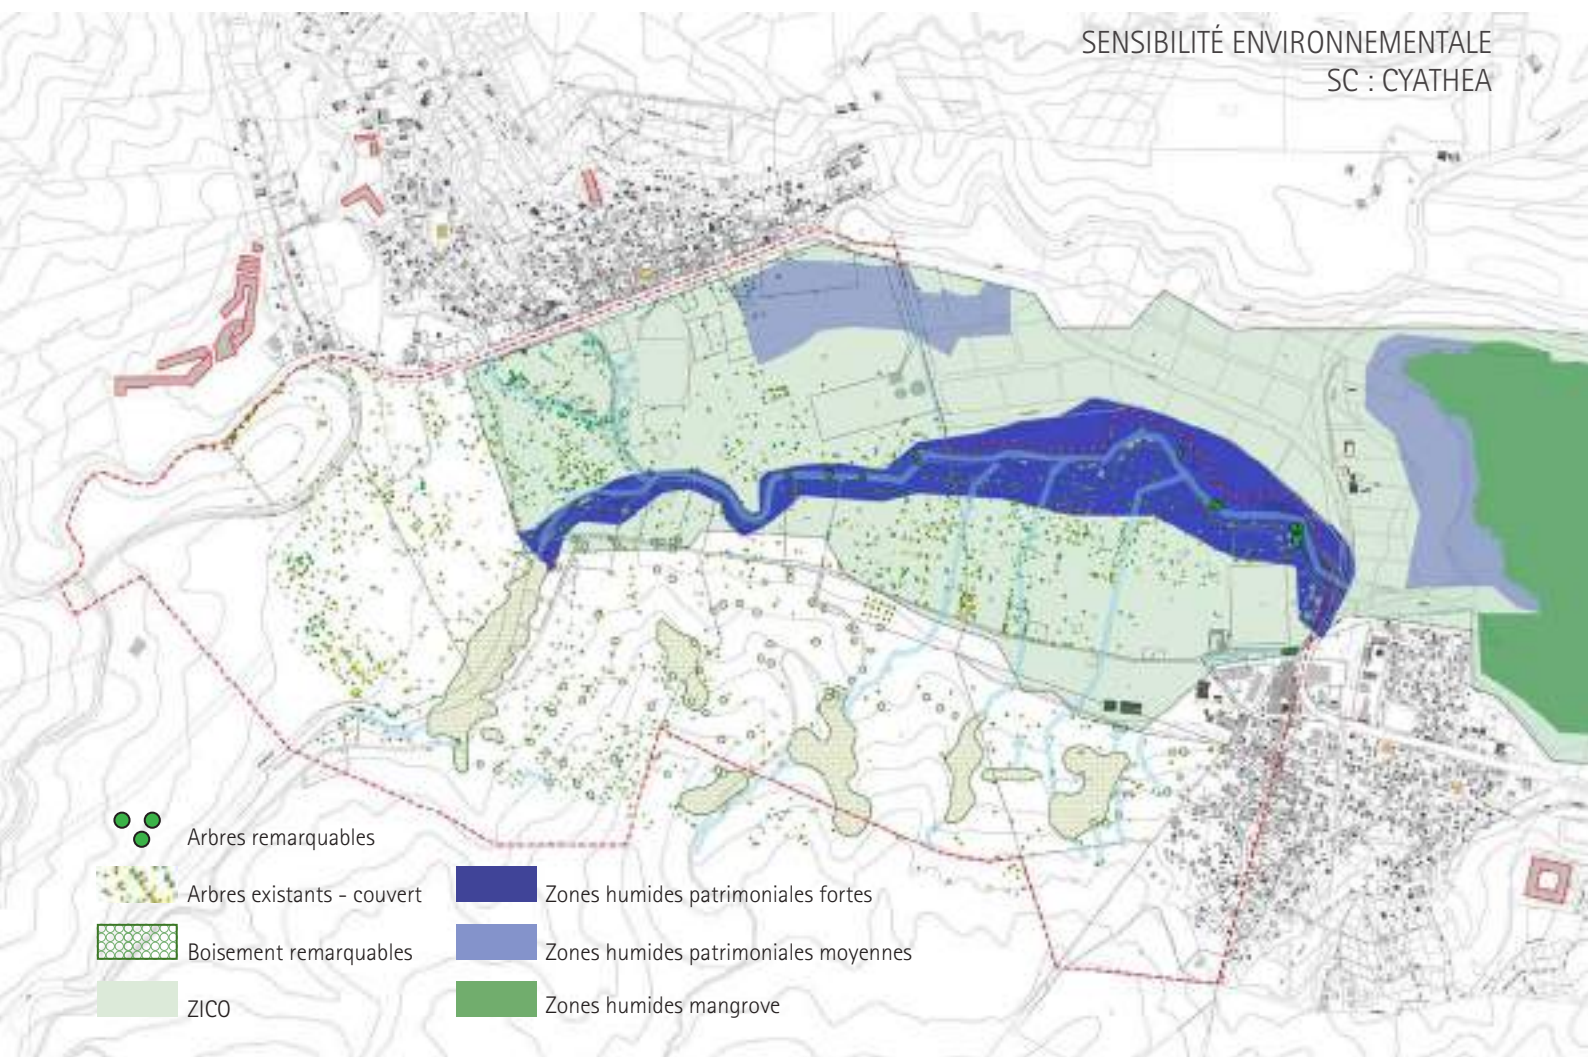 SENSIBILITÉ ENVIRONNEMENTALE
SC : CYATHEA
Arbres remarquables
Arbres existants - couvert
Boisement remarquables
ZICO
Zones humides patrimoniales fortes
Zones humides patrimoniales moyennes
Zones humides mangrove